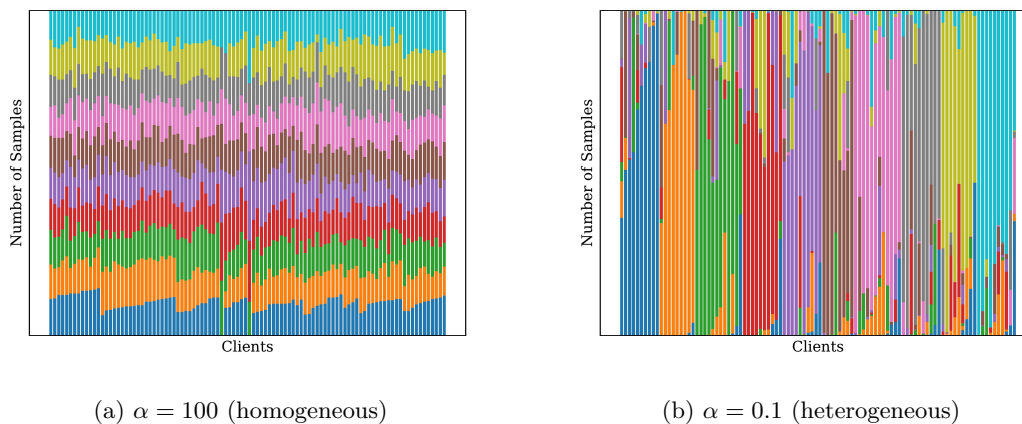 Number of Samples
Clients
(a) α = 100 (homogeneous)
Number of Samples
Clients
(b) α = 0.1 (heterogeneous)